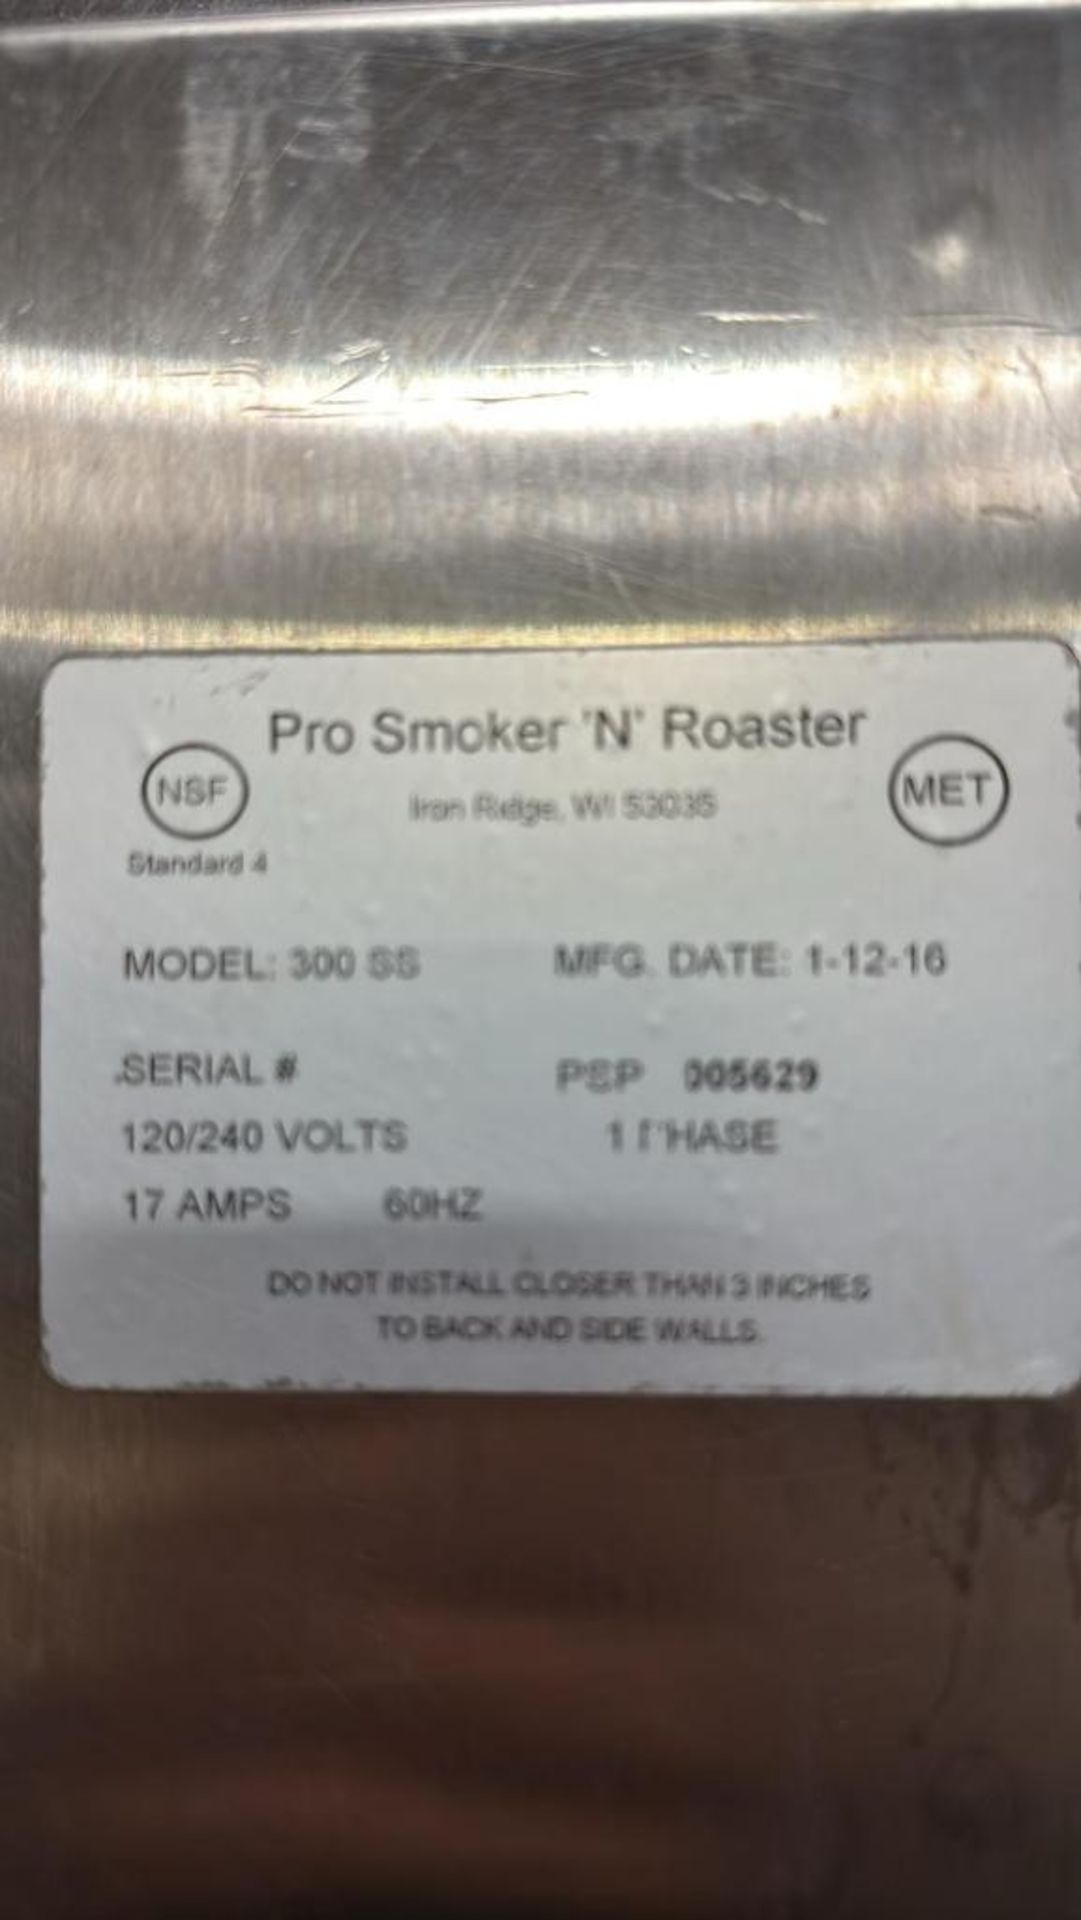 Pro Smoker 'N' Roaster
NSF
MET
Iron Ridge, WI 53035
Standard 4
MODEL: 300 SS MFG. DATE: 1-12-16
SERIAL # PSP 005629
120/240 VOLTS 1 PHASE
17 AMPS 60HZ
DO NOT INSTALL CLOSER THAN 3 INCHES
TO BACK AND SIDE WALLS.